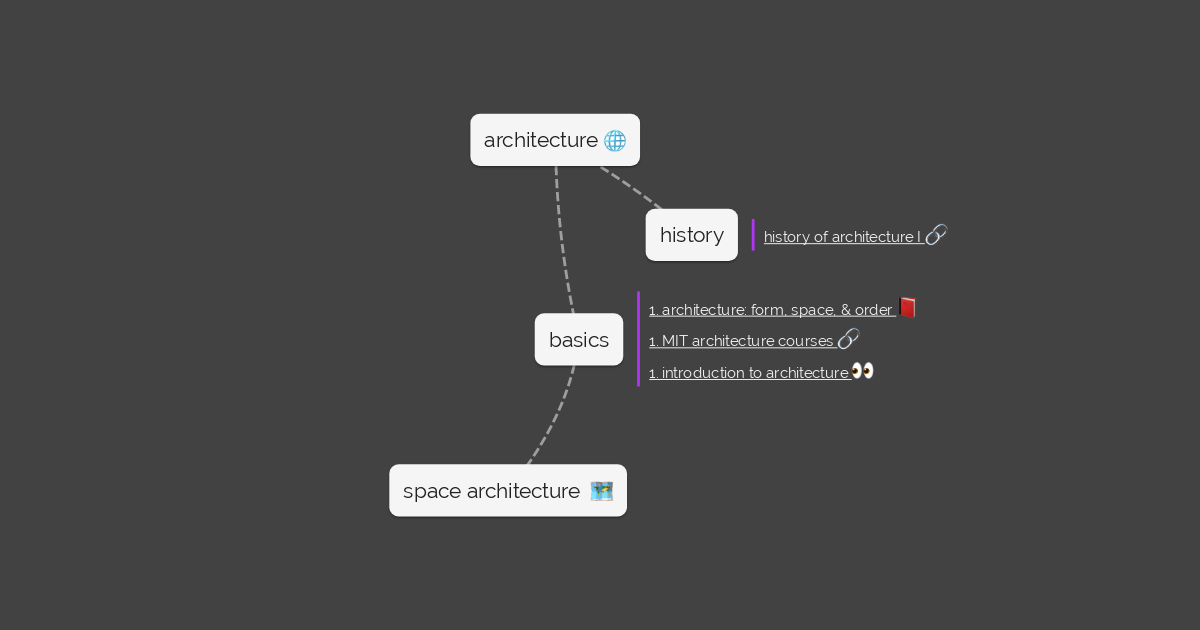 architecture 🌐
history
history of architecture I 🔗
1. architecture: form, space, & order 📕
basics
1. MIT architecture courses 🔗
1. introduction to architecture 👀
space architecture 🗺️